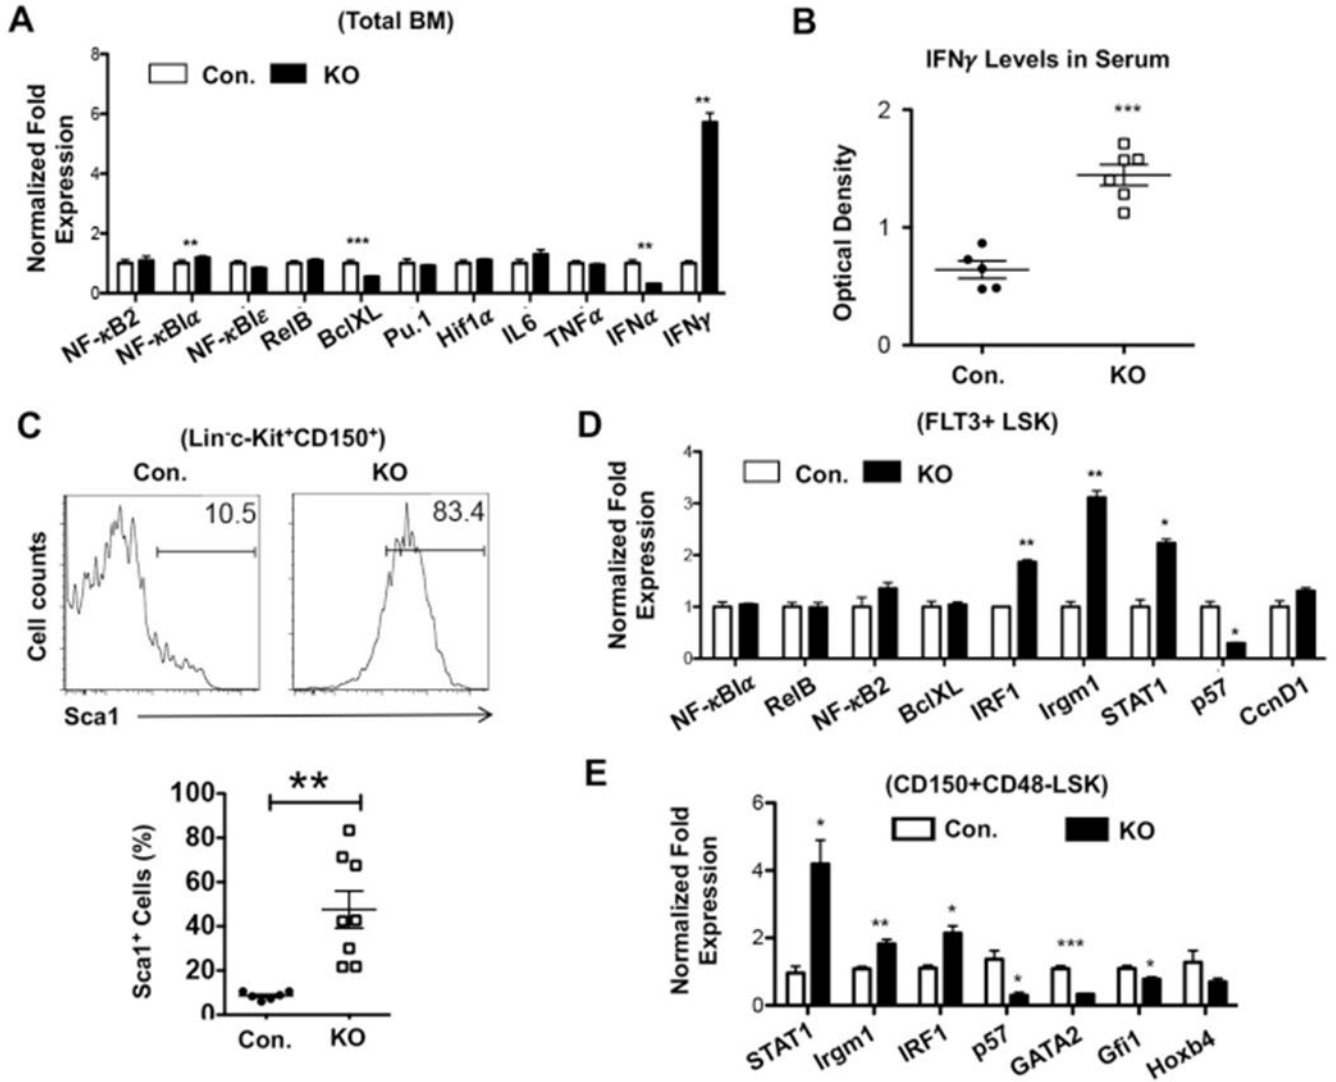 A
(Total BM)
Con. KO
Normalized Fold
Expression
8
6
4
2
0
** *** ** **
NF-κB2 NF-κBIα NF-κBIε RelB BclXL Pu.1 Hif1α IL6 TNFα IFNα IFNγ
B
IFNγ Levels in Serum
***
Optical Density
2
1
0
Con. KO
C
(Lin-c-Kit+CD150+)
Con. KO
10.5 83.4
Cell counts
Sca1
**
Sca1+ Cells (%)
100
80
60
40
20
0
Con. KO
D
(FLT3+ LSK)
Con. KO
Normalized Fold
Expression
4
3
2
1
0
** ** * *
NF-κBIα RelB NF-κB2 BclXL IRF1 Irgm1 STAT1 p57 CcnD1
E
(CD150+CD48-LSK)
Con. KO
Normalized Fold
Expression
6
4
2
0
* ** * * *** *
STAT1 Irgm1 IRF1 p57 GATA2 Gfi1 Hoxb4